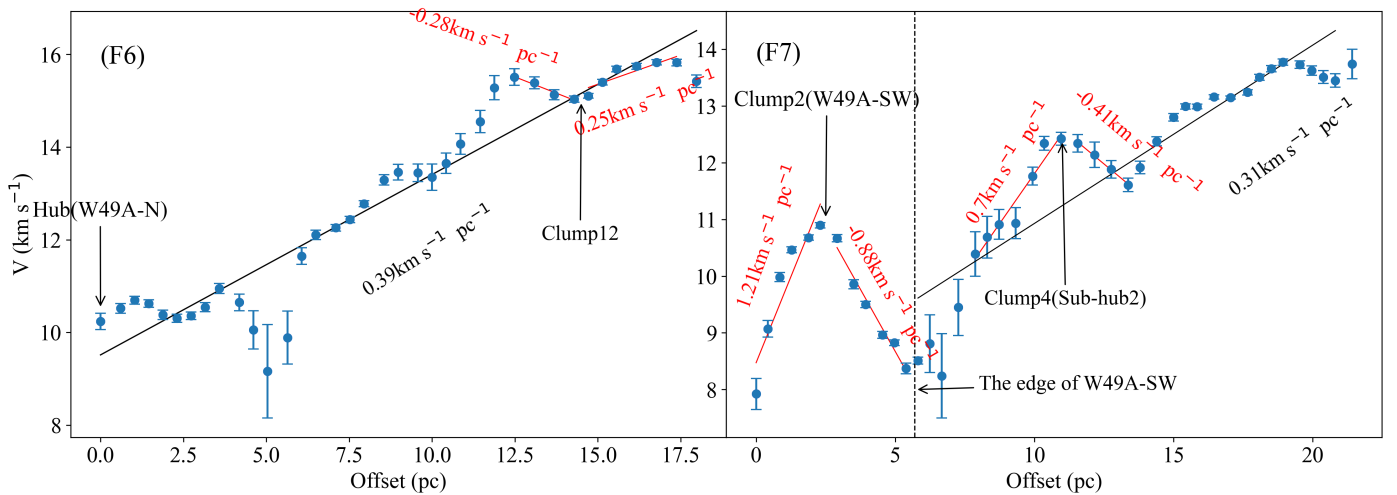 (F6)
-0.28km s⁻¹ pc⁻¹
0.25km s⁻¹ pc⁻¹
Hub(W49A-N)
Clump12
0.39km s⁻¹ pc⁻¹
V (km s⁻¹)
16
14
12
10
8
0.0 2.5 5.0 7.5 10.0 12.5 15.0 17.5
Offset (pc)
(F7)
Clump2(W49A-SW)
1.21km s⁻¹ pc⁻¹
-0.88km s⁻¹ pc⁻¹
0.7km s⁻¹ pc⁻¹
-0.41km s⁻¹ pc⁻¹
0.31km s⁻¹ pc⁻¹
Clump4(Sub-hub2)
The edge of W49A-SW
14
13
12
11
10
9
8
0 5 10 15 20
Offset (pc)